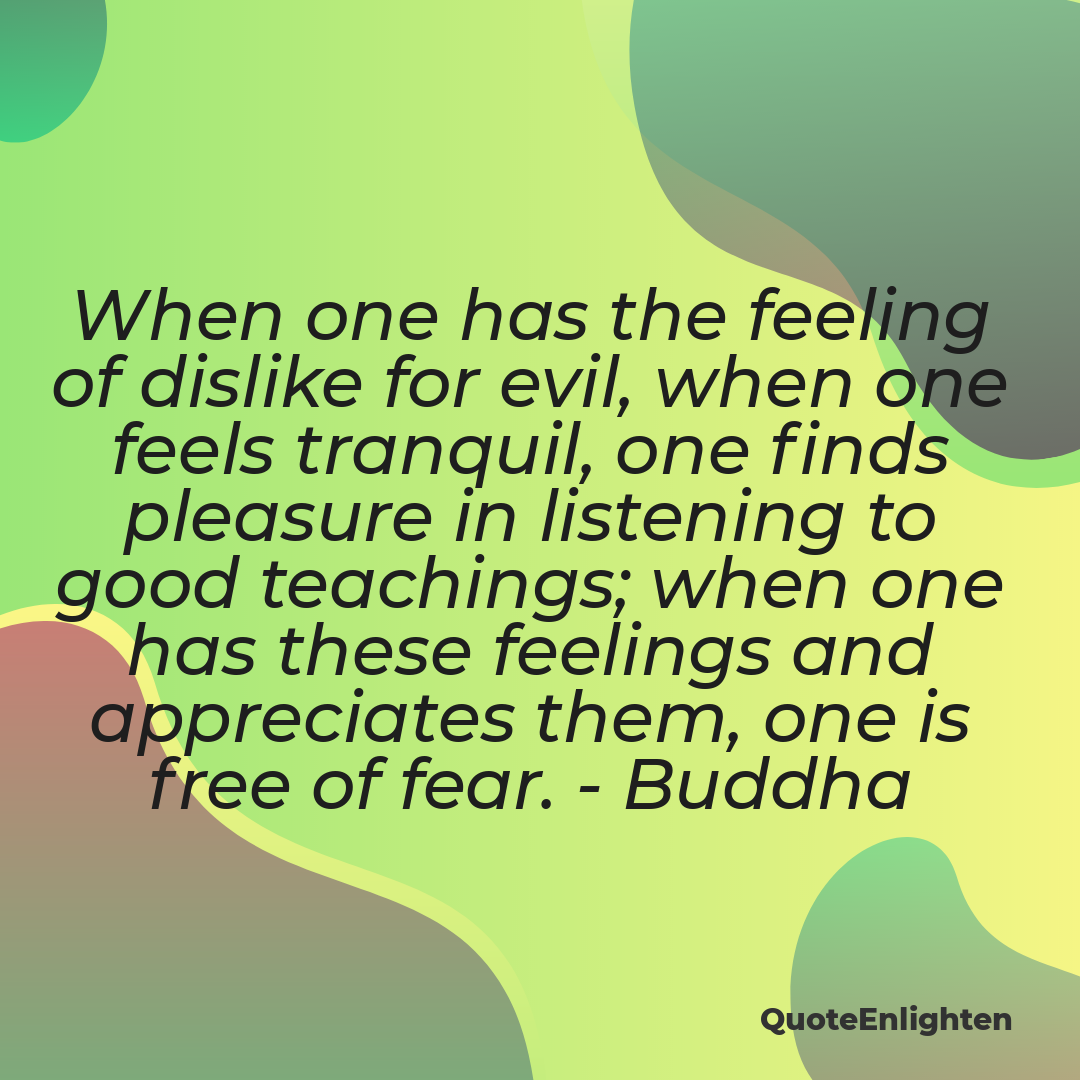 When one has the feeling
of dislike for evil, when one
feels tranquil, one finds
pleasure in listening to
good teachings; when one
has these feelings and
appreciates them, one is
free of fear. - Buddha
QuoteEnlighten